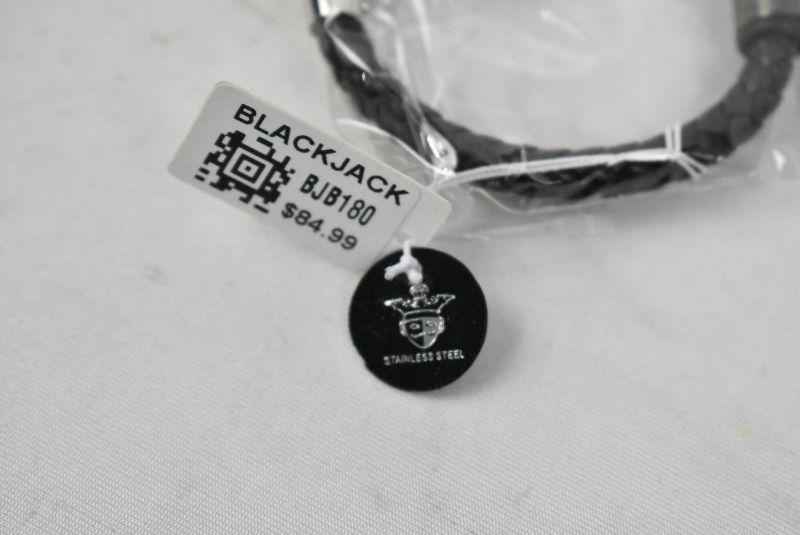 BLACKJACK
BJB180
$84.99
STAINLESS STEEL